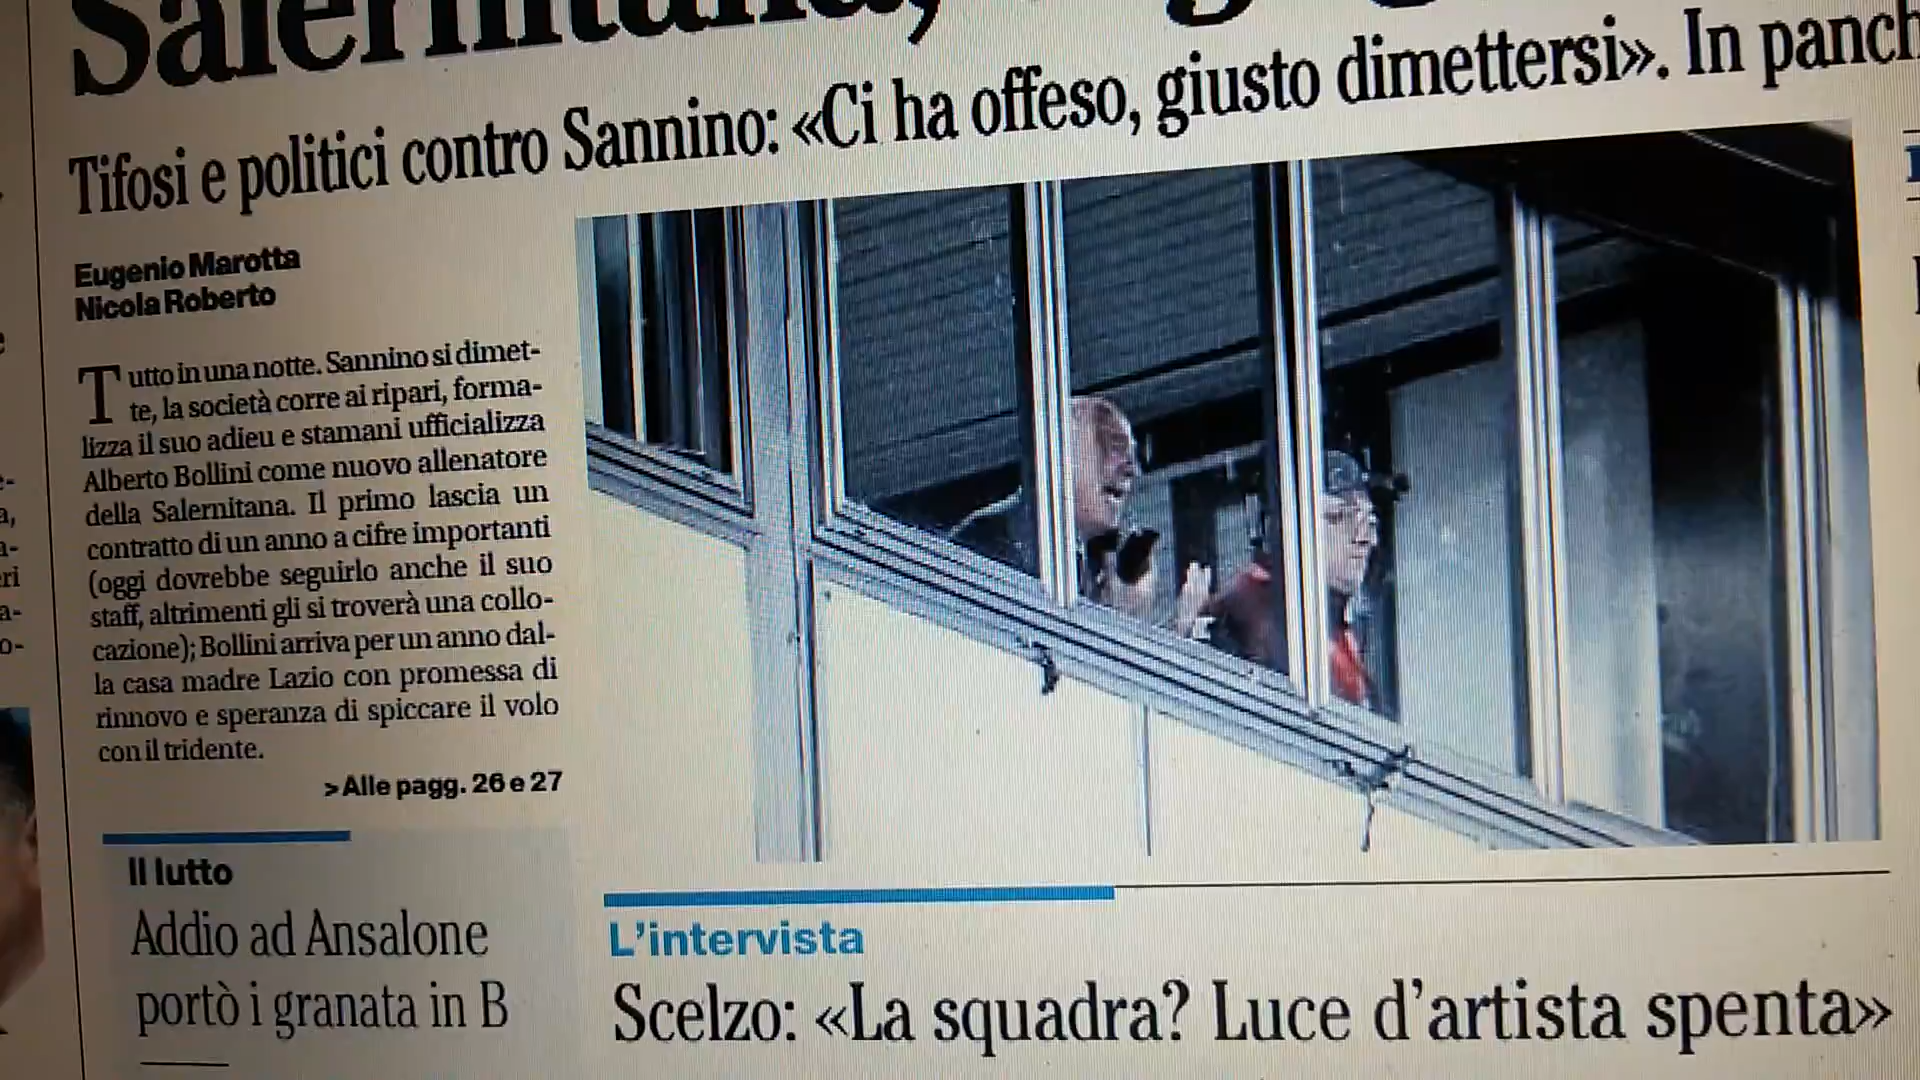 Salernitana,
Tifosi e politici contro Sannino: «Ci ha offeso, giusto dimettersi». In panch
Eugenio Marotta
Nicola Roberto
Tutto in una notte. Sannino si dimet-
te, la società corre ai ripari, forma-
lizza il suo adieu e stamani ufficializza
Alberto Bollini come nuovo allenatore
della Salernitana. Il primo lascia un
contratto di un anno a cifre importanti
(oggi dovrebbe seguirlo anche il suo
staff, altrimenti gli si troverà una collo-
cazione); Bollini arriva per un anno dal-
la casa madre Lazio con promessa di
rinnovo e speranza di spiccare il volo
con il tridente.
>Alle pagg. 26 e 27
Il lutto
Addio ad Ansalone
portò i granata in B
L'intervista
Scelzo: «La squadra? Luce d'artista spenta»